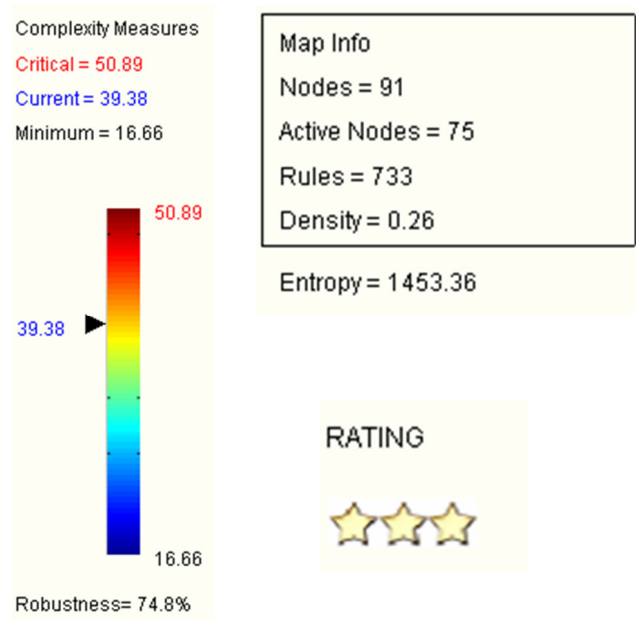 Complexity Measures
Critical = 50.89
Current = 39.38
Minimum = 16.66
50.89
39.38
16.66
Robustness= 74.8%
Map Info
Nodes = 91
Active Nodes = 75
Rules = 733
Density = 0.26
Entropy = 1453.36
RATING